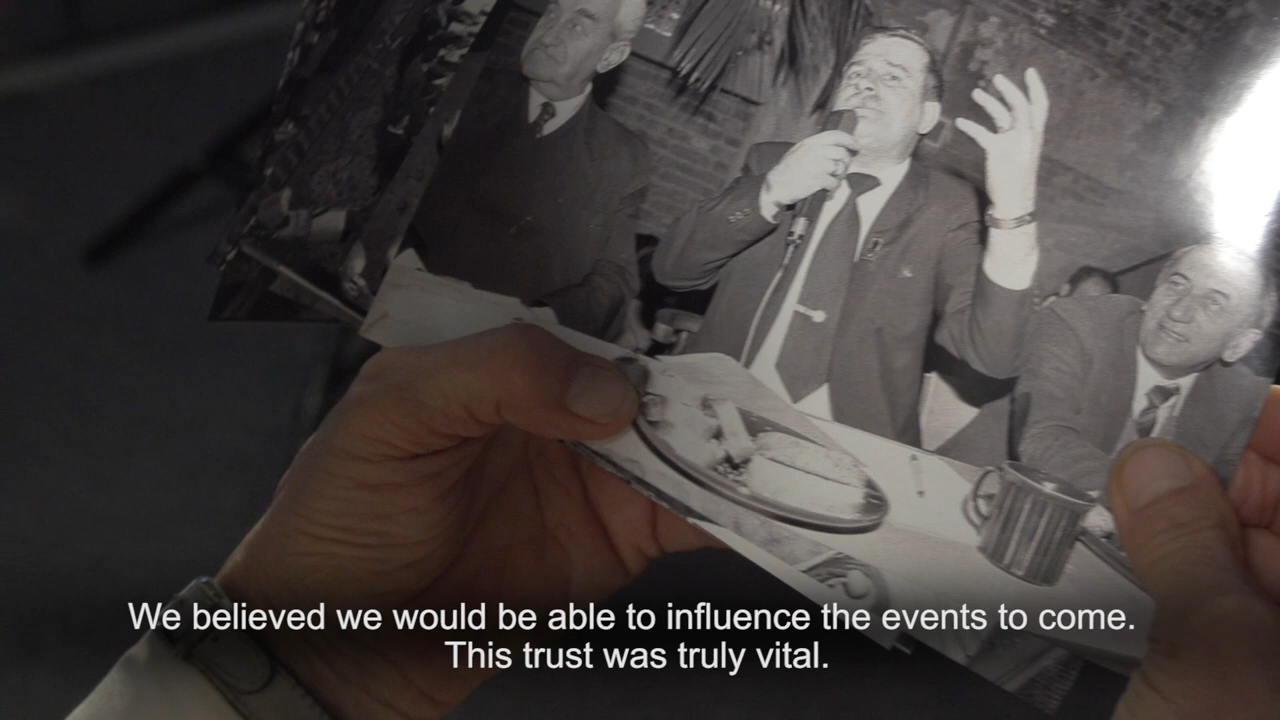 We believed we would be able to influence the events to come.
This trust was truly vital.